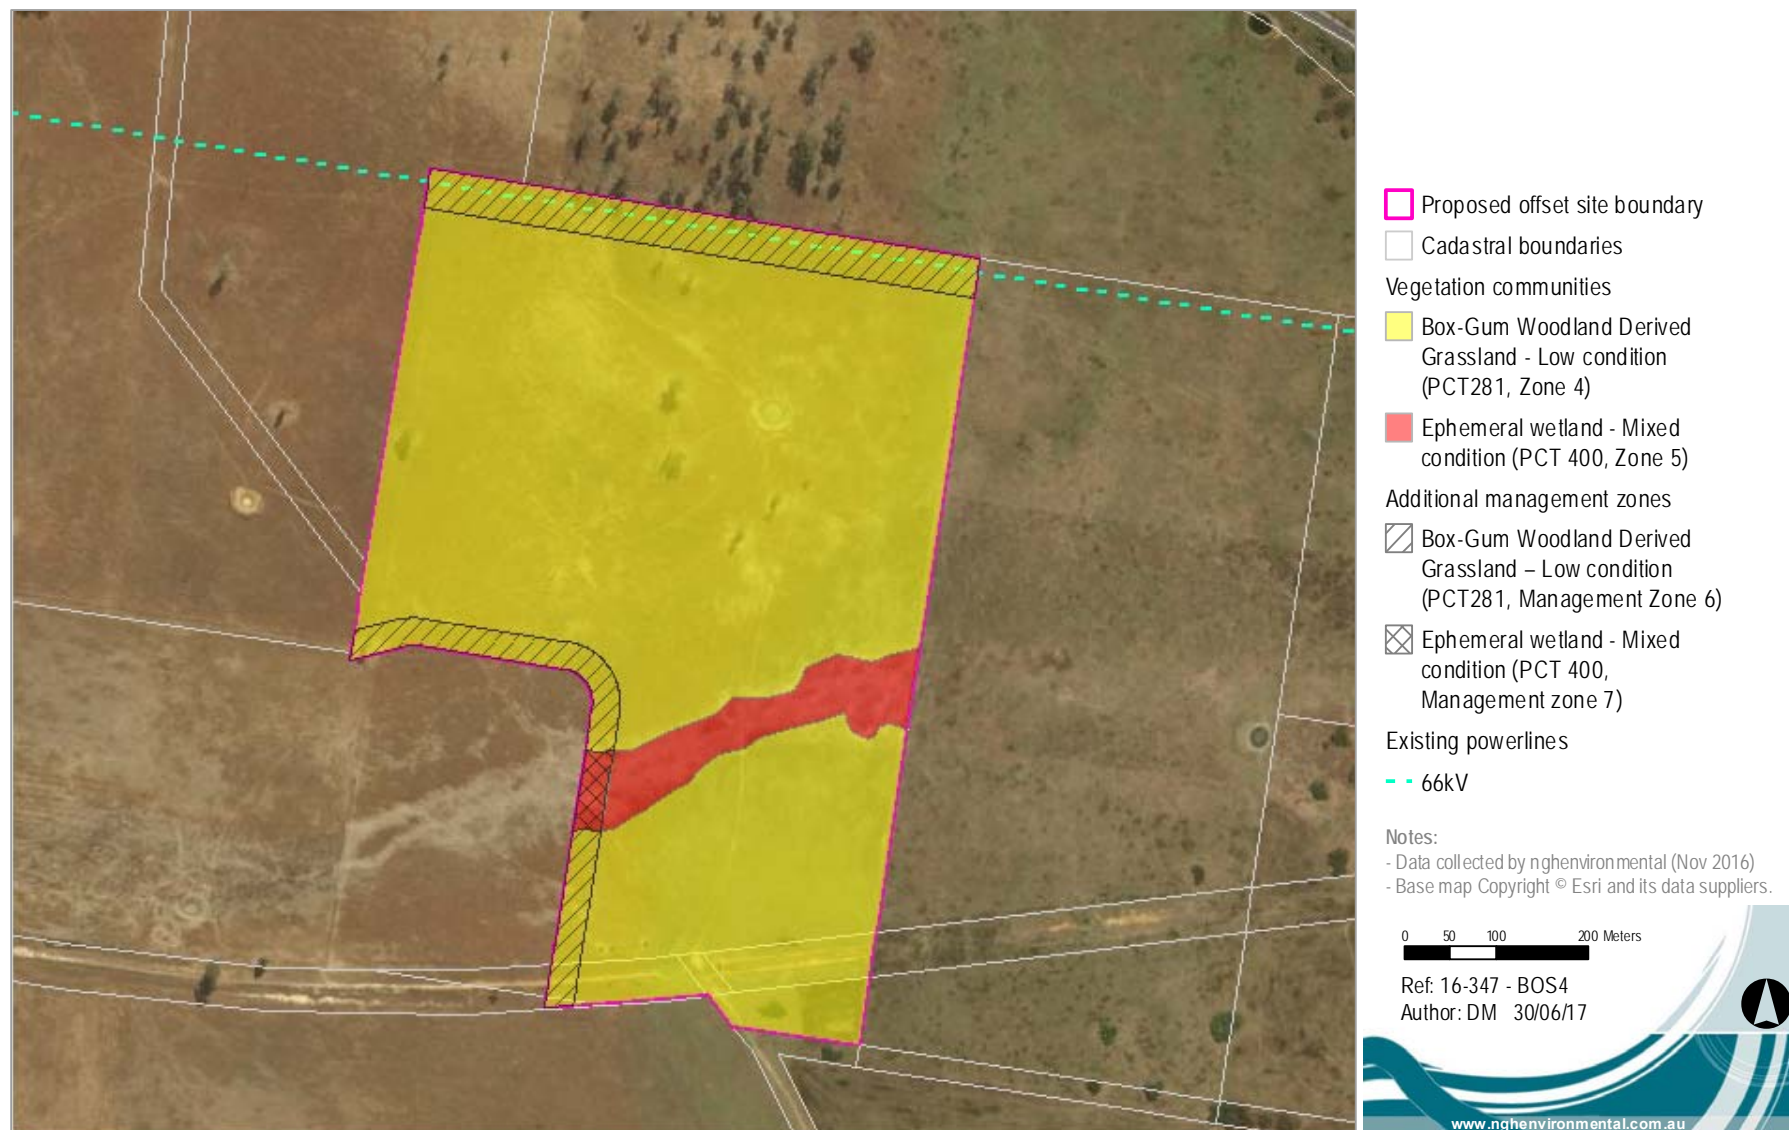 Proposed offset site boundary
Cadastral boundaries
Vegetation communities
Box-Gum Woodland Derived
Grassland - Low condition
(PCT281, Zone 4)
Ephemeral wetland - Mixed
condition (PCT 400, Zone 5)
Additional management zones
Box-Gum Woodland Derived
Grassland – Low condition
(PCT281, Management Zone 6)
Ephemeral wetland - Mixed
condition (PCT 400,
Management zone 7)
Existing powerlines
66kV
Notes:
- Data collected by nghenvironmental (Nov 2016)
- Base map Copyright © Esri and its data suppliers.
0 50 100 200 Meters
Ref: 16-347 - BOS4
Author: DM 30/06/17
www.nghenvironmental.com.au